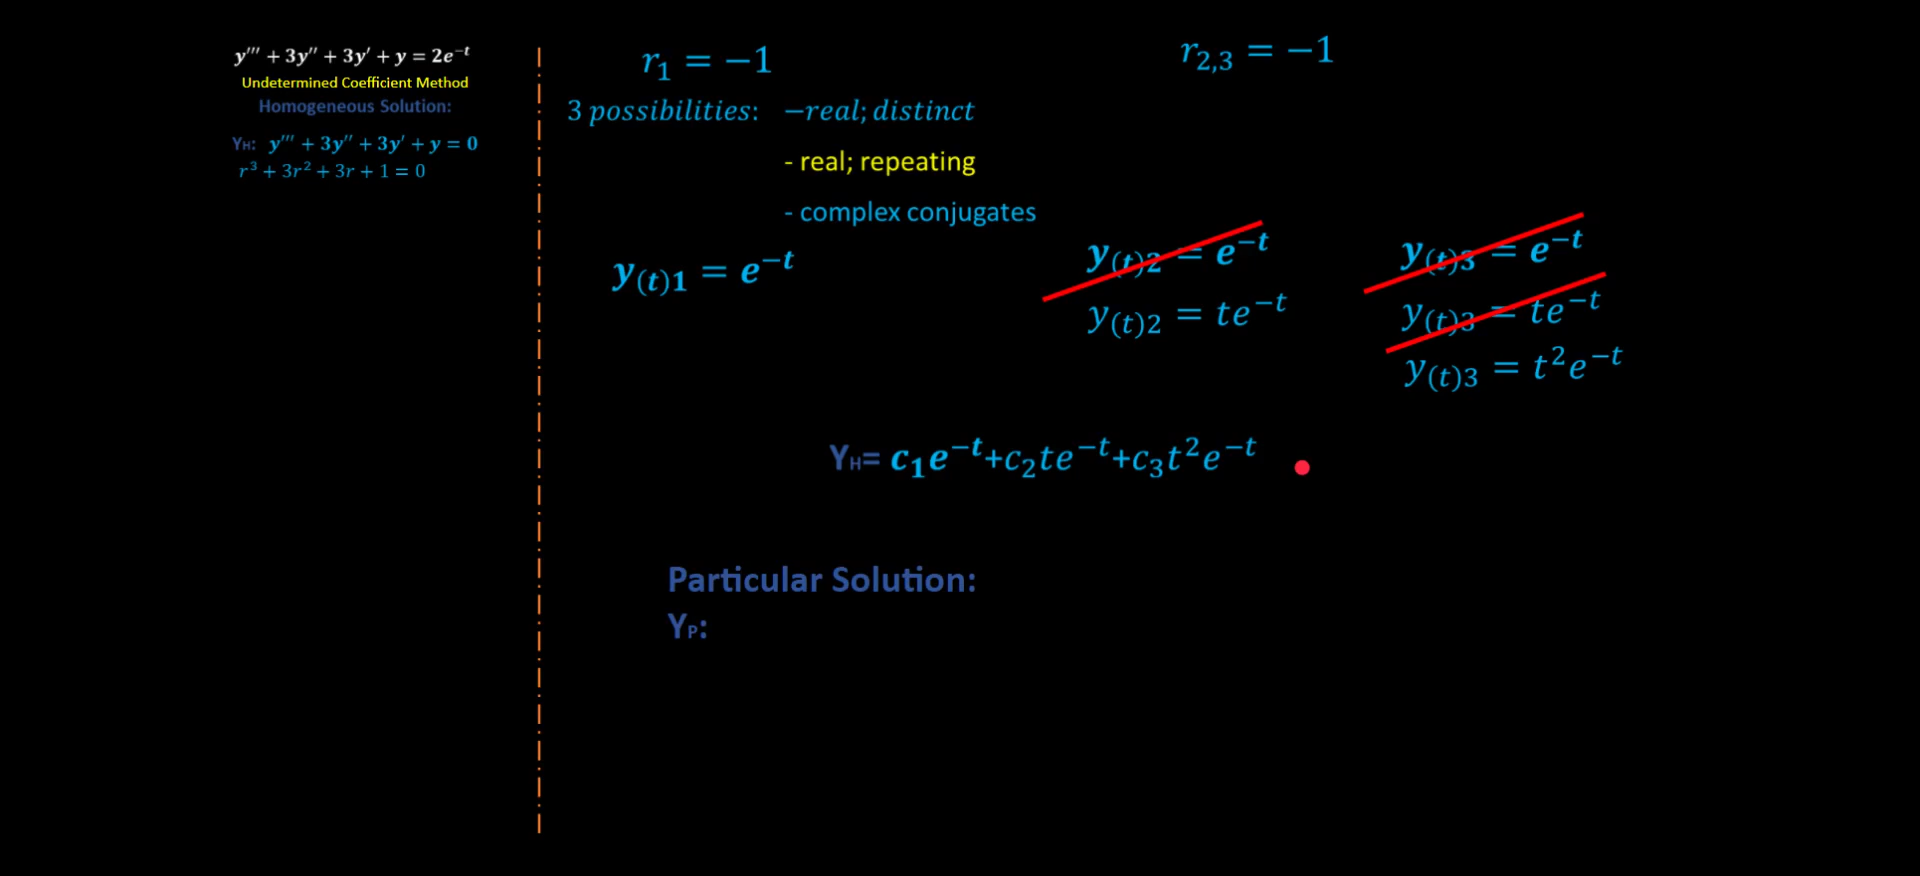 y′′′ + 3y′′ + 3y′ + y = 2e⁻ᵗ
Undetermined Coefficient Method
Homogeneous Solution:
Yₕ: y′′′ + 3y′′ + 3y′ + y = 0
r³ + 3r² + 3r + 1 = 0
r₁ = −1
r₂,₃ = −1
3 possibilities: −real; distinct
- real; repeating
- complex conjugates
y₍ₜ₎1 = e⁻ᵗ
y₍ₜ₎2 = e⁻ᵗ
y₍ₜ₎2 = te⁻ᵗ
y₍ₜ₎3 = e⁻ᵗ
y₍ₜ₎3 = te⁻ᵗ
y₍ₜ₎3 = t²e⁻ᵗ
Yₕ= c₁e⁻ᵗ+c₂te⁻ᵗ+c₃t²e⁻ᵗ
Particular Solution:
Yₚ: